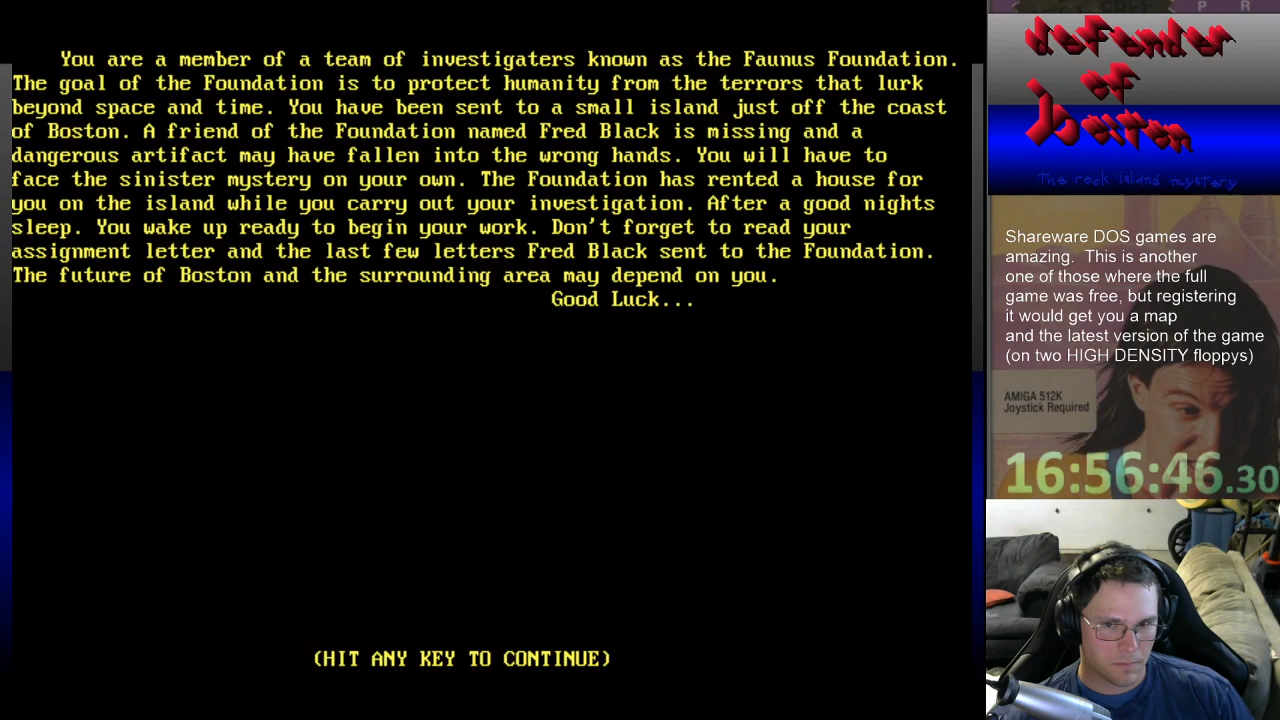 You are a member of a team of investigaters known as the Faunus Foundation.
The goal of the Foundation is to protect humanity from the terrors that lurk
beyond space and time. You have been sent to a small island just off the coast
of Boston. A friend of the Foundation named Fred Black is missing and a
dangerous artifact may have fallen into the wrong hands. You will have to
face the sinister mystery on your own. The Foundation has rented a house for
you on the island while you carry out your investigation. After a good nights
sleep. You wake up ready to begin your work. Don't forget to read your
assignment letter and the last few letters Fred Black sent to the Foundation.
The future of Boston and the surrounding area may depend on you.
Good Luck...
(HIT ANY KEY TO CONTINUE)
defender
of
boston
The rock island mystery
Shareware DOS games are
amazing. This is another
one of those where the full
game was free, but registering
it would get you a map
and the latest version of the game
(on two HIGH DENSITY floppys)
AMIGA 512K
Joystick Required
16:56:46.30